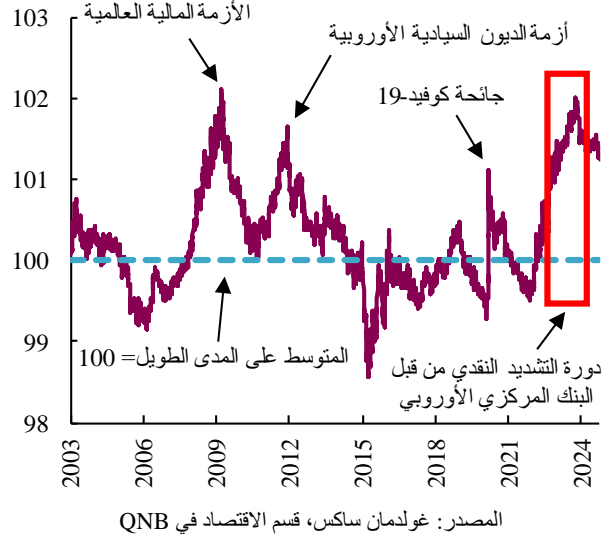 الأزمة المالية العالمية
أزمة الديون السيادية الأوروبية
جائحة كوفيد-19
103
102
101
100
99
98
المتوسط على المدى الطويل= 100
دورة التشديد النقدي من قبل
البنك المركزي الأوروبي
2003
2006
2009
2012
2015
2018
2021
2024
المصدر: غولدمان ساكس، قسم الاقتصاد في QNB